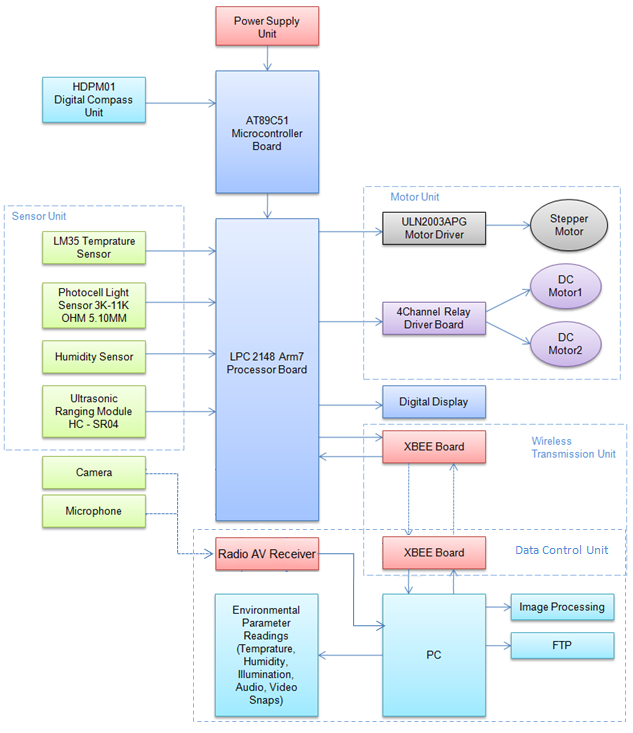 Power Supply
Unit
HDPM01
Digital Compass
Unit
AT89C51
Microcontroller
Board
Sensor Unit
LM35 Temprature
Sensor
Photocell Light
Sensor 3K-11K
OHM 5.10MM
Humidity Sensor
Ultrasonic
Ranging Module
HC - SR04
Camera
Microphone
LPC 2148 Arm7
Processor Board
Motor Unit
ULN2003APG
Motor Driver
Stepper
Motor
4Channel Relay
Driver Board
DC
Motor1
DC
Motor2
Digital Display
XBEE Board
Wireless
Transmission Unit
Radio AV Receiver
XBEE Board
Data Control Unit
Environmental
Parameter
Readings
(Temprature,
Humidity,
Illumination,
Audio, Video
Snaps)
PC
Image Processing
FTP